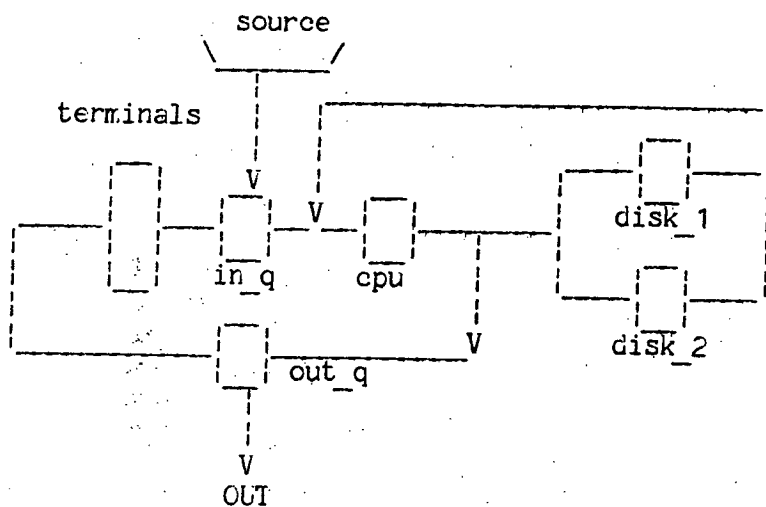 source
terminals
disk_1
in_q
cpu
disk_2
out_q
OUT